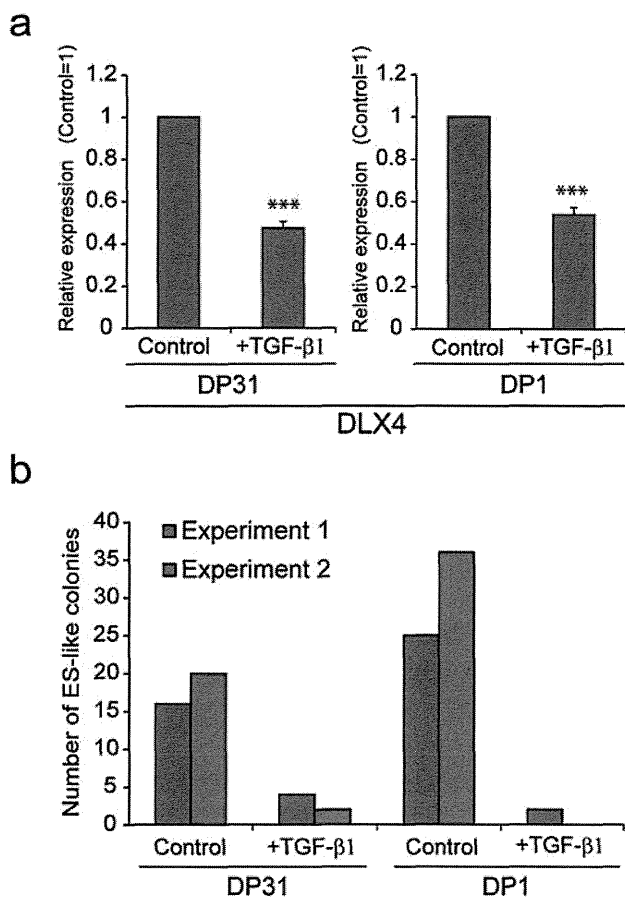 a
Relative expression (Control=1)
1.2
1
0.8
0.6
0.4
0.2
0
***
Control
+TGF-β1
DP31
Relative expression (Control=1)
1.2
1
0.8
0.6
0.4
0.2
0
***
Control
+TGF-β1
DP1
DLX4
b
Number of ES-like colonies
40
35
30
25
20
15
10
5
0
Experiment 1
Experiment 2
Control
+TGF-β1
Control
+TGF-β1
DP31
DP1